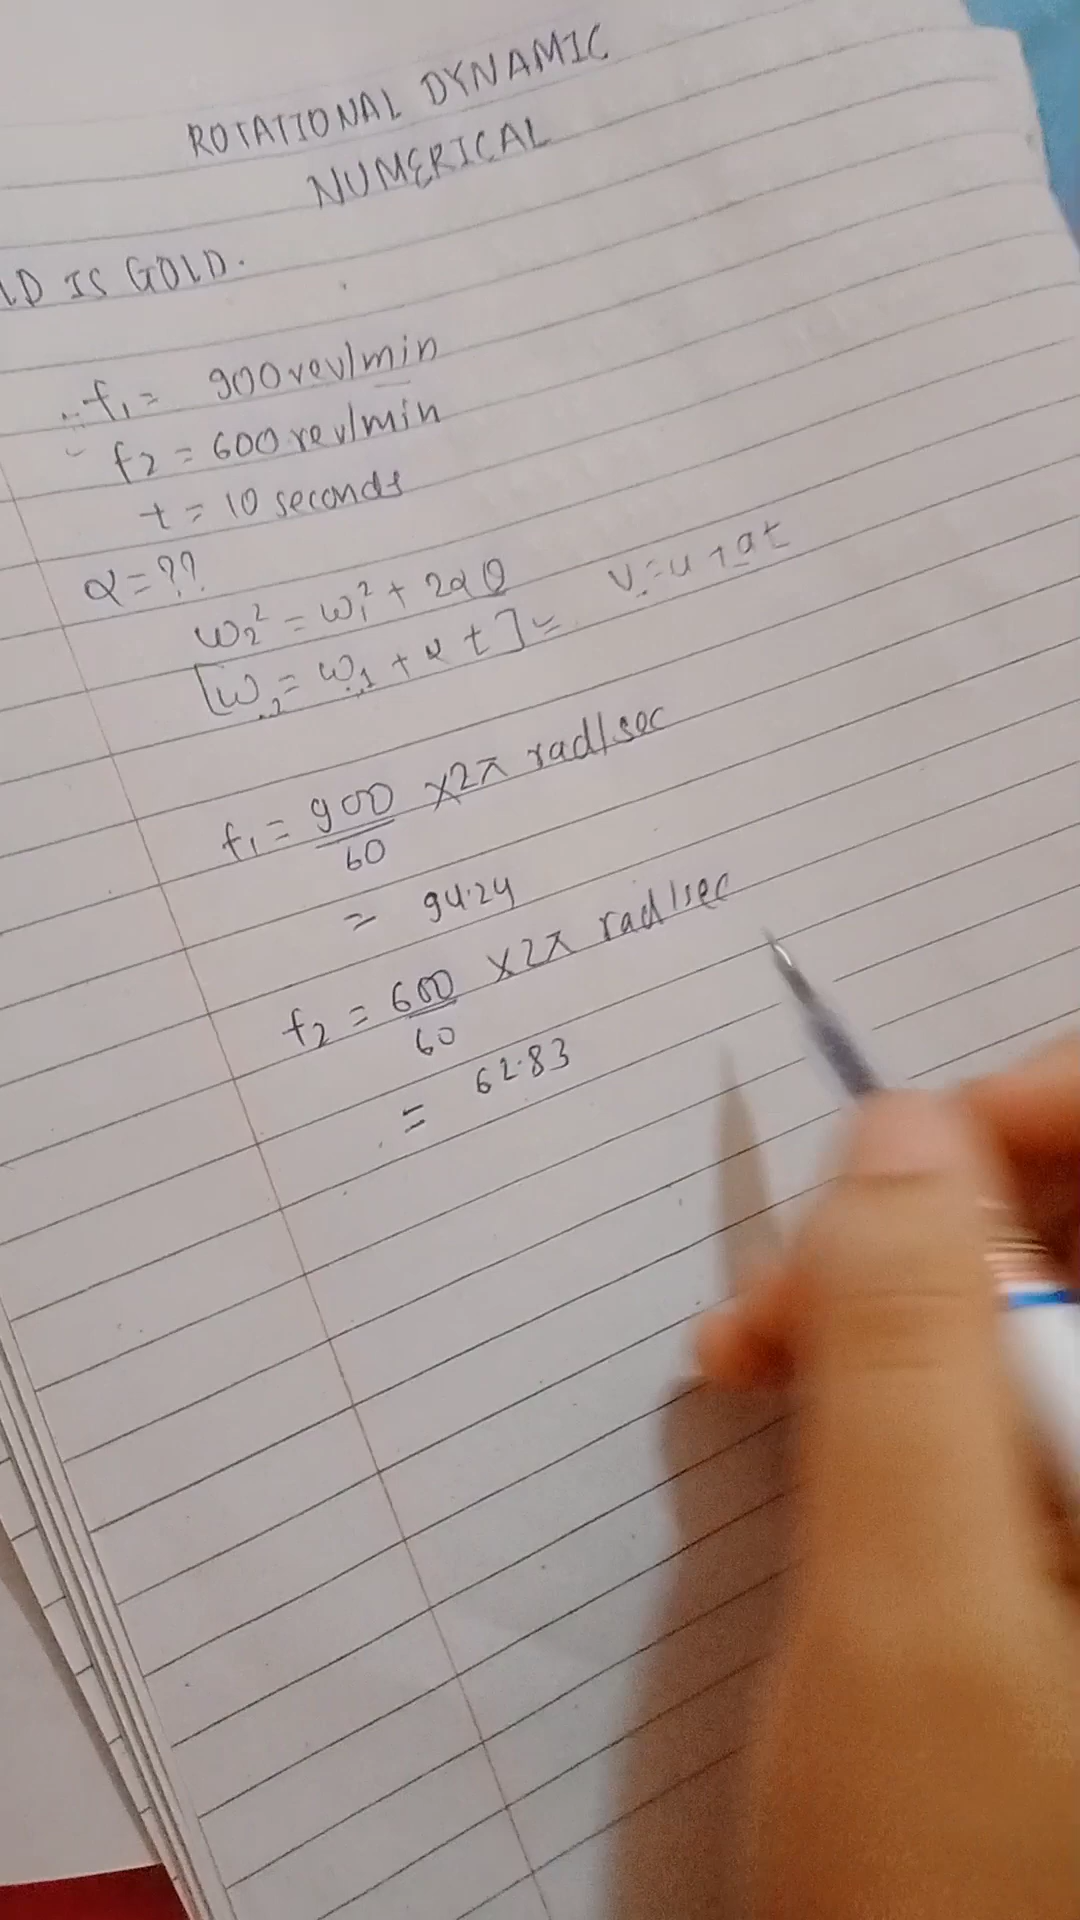 ROTATIONAL DYNAMIC
NUMERICAL
LD IS GOLD.
f₁ = 900 rev/min
f2 = 600 rev/min
t = 10 seconds
α = ??
ω₂² = ω₁² + 2αθ
[ω₂ = ω₁ + α t] =
v = u + at
f₁ = 900/60 ×2π rad/sec
= 94.24
f2 = 600/60 ×2π rad/sec
= 62.83